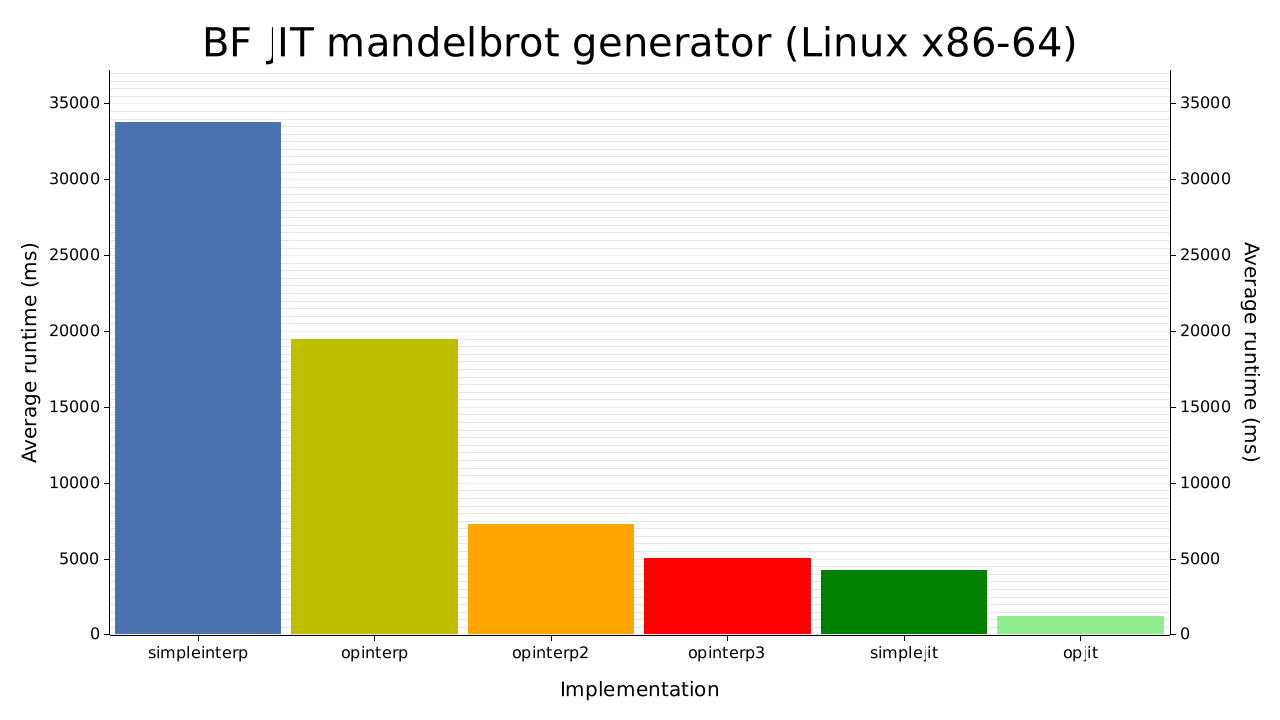 BF JIT mandelbrot generator (Linux x86-64)
35000
30000
25000
20000
15000
10000
5000
0
Average runtime (ms)
35000
30000
25000
20000
15000
10000
5000
0
Average runtime (ms)
simpleinterp
opinterp
opinterp2
opinterp3
simplejit
opjit
Implementation